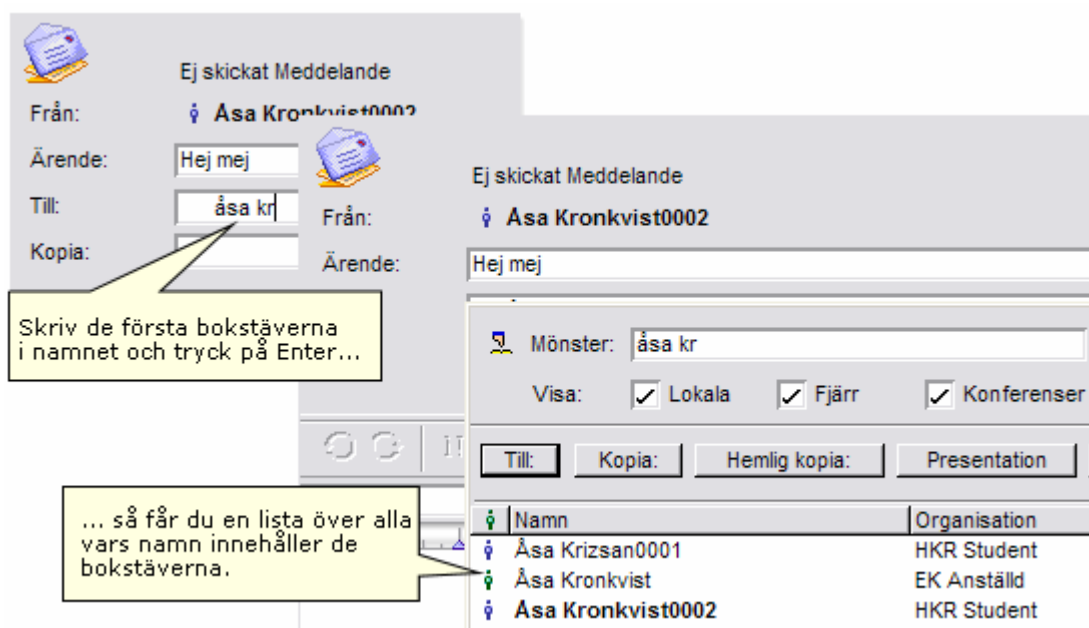 Ej skickat Meddelande
Från:
Åsa Kronkvist0002
Ärende:
Hej mej
Till:
åsa kr
Kopia:
Skriv de första bokstäverna
i namnet och tryck på Enter...
Ej skickat Meddelande
Från:
Åsa Kronkvist0002
Ärende:
Hej mej
Mönster: åsa kr
Visa: Lokala Fjärr Konferenser
Till: Kopia: Hemlig kopia: Presentation
Namn Organisation
Åsa Krizsan0001 HKR Student
Åsa Kronkvist EK Anställd
Åsa Kronkvist0002 HKR Student
... så får du en lista över alla
vars namn innehåller de
bokstäverna.